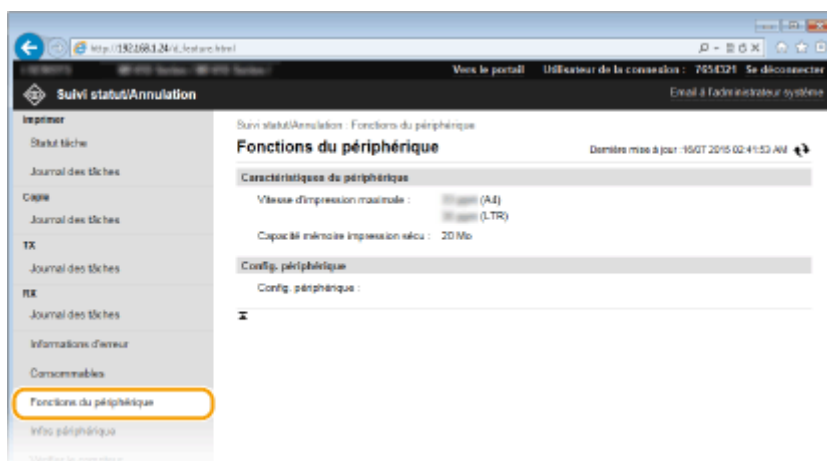 http://192.168.1.24/d_feature.html
Vers le portail Utilisateur de la connexion : 7654321 Se déconnecter
Suivi statut/Annulation Email à l'administrateur système
Imprimer
Statut tâche
Journal des tâches
Copie
Journal des tâches
TX
Journal des tâches
RX
Journal des tâches
Informations d'erreur
Consommables
Fonctions du périphérique
Infos périphérique
Suivi statut/Annulation : Fonctions du périphérique
Fonctions du périphérique Dernière mise à jour :16/07 2015 02:41:53 AM
Caractéristiques du périphérique
Vitesse d'impression maximale : (A4)
(LTR)
Capacité mémoire impression sécu : 20 Mo
Config. périphérique
Config. périphérique :